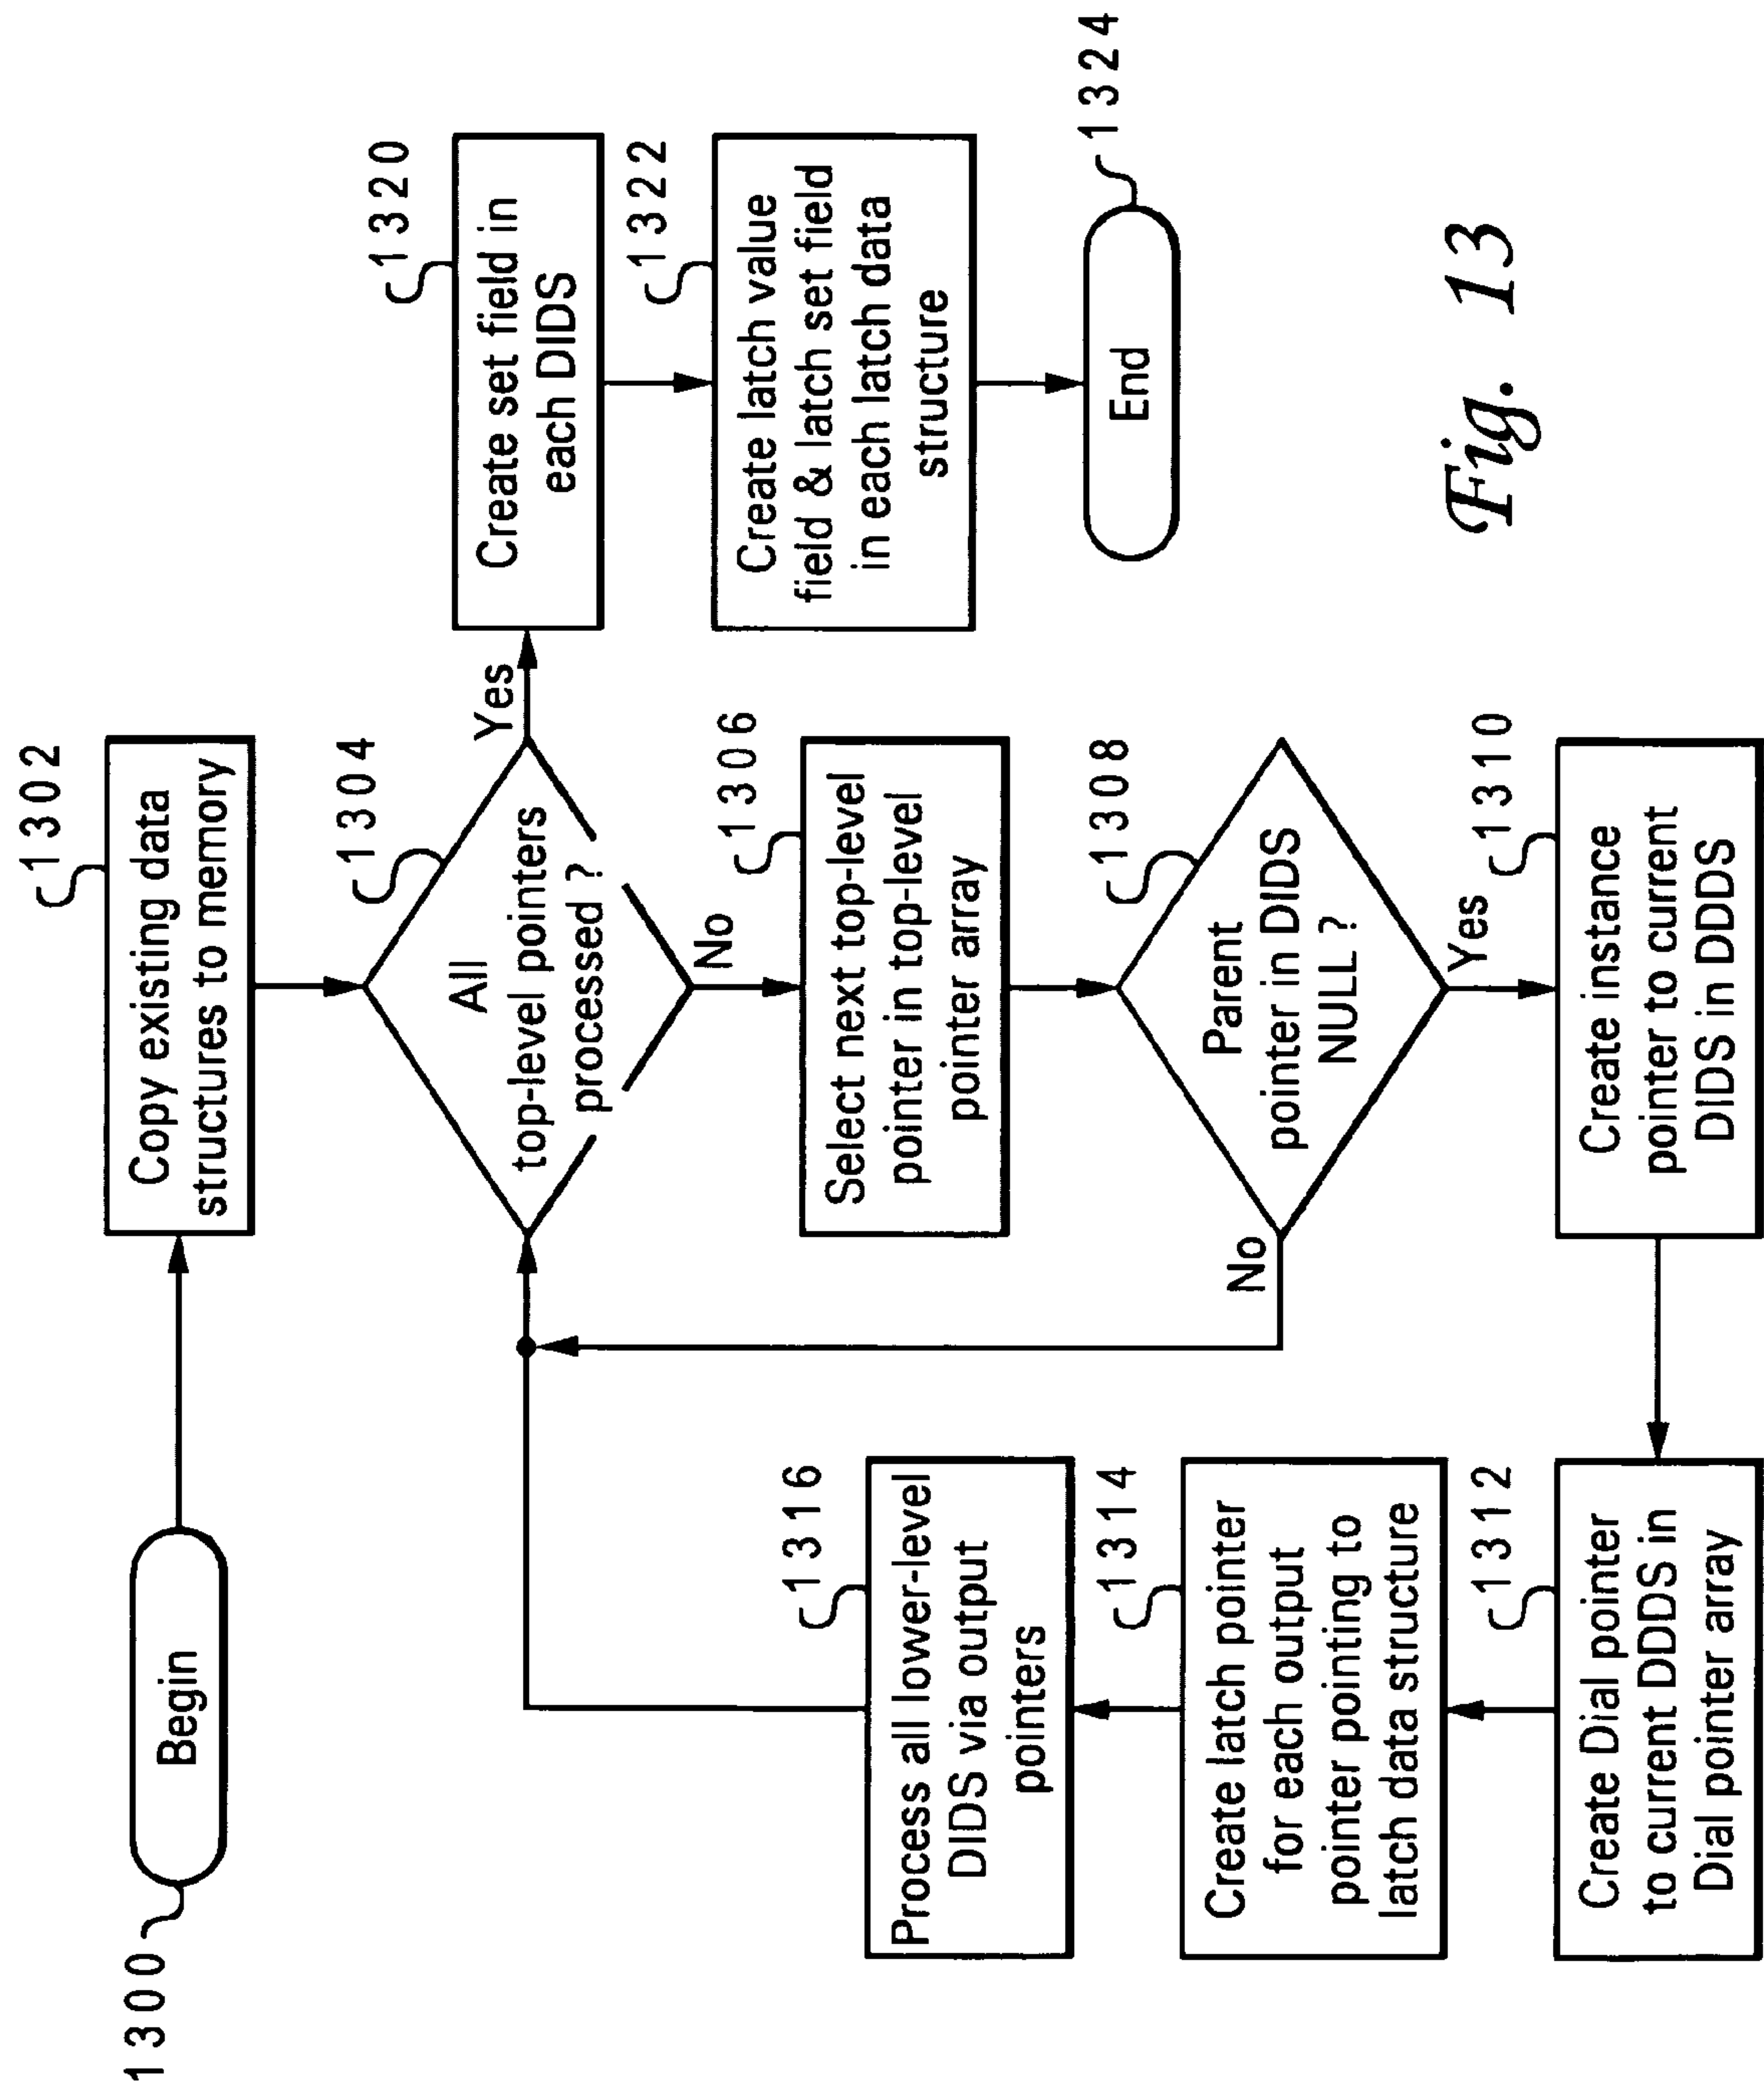 1300
Begin
1302
Copy existing data
structures to memory
1304
All
top-level pointers
processed ?
Yes
No
1306
Select next top-level
pointer in top-level
pointer array
1308
Parent
pointer in DIDS
NULL ?
No
Yes
1310
Create instance
pointer to current
DIDS in DDDS
1312
Create Dial pointer
to current DDDS in
Dial pointer array
1314
Create latch pointer
for each output
pointer pointing to
latch data structure
1316
Process all lower-level
DIDS via output
pointers
1320
Create set field in
each DIDS
1322
Create latch value
field & latch set field
in each latch data
structure
End
1324
Fig. 13